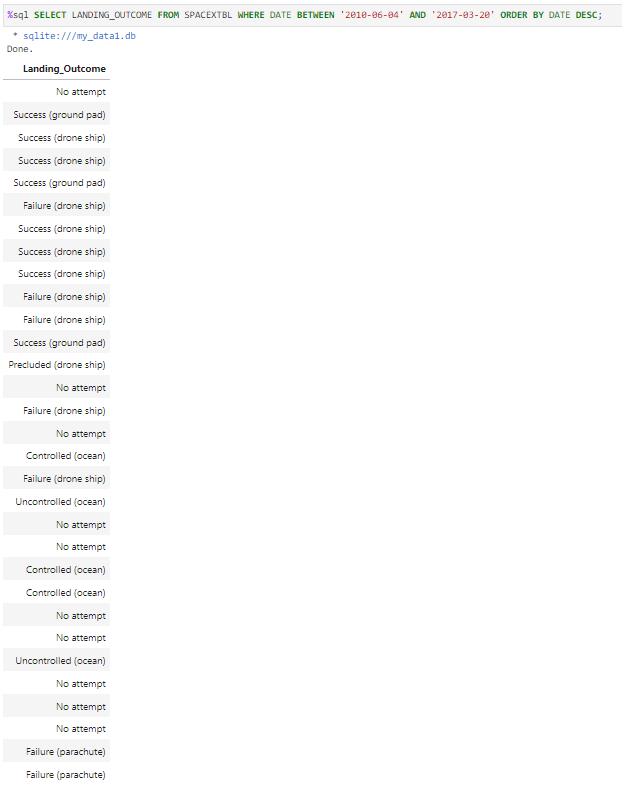 %sql SELECT LANDING_OUTCOME FROM SPACEXTBL WHERE DATE BETWEEN '2010-06-04' AND '2017-03-20' ORDER BY DATE DESC;
* sqlite:///my_data1.db
Done.
Landing_Outcome
No attempt
Success (ground pad)
Success (drone ship)
Success (drone ship)
Success (ground pad)
Failure (drone ship)
Success (drone ship)
Success (drone ship)
Success (drone ship)
Failure (drone ship)
Failure (drone ship)
Success (ground pad)
Precluded (drone ship)
No attempt
Failure (drone ship)
No attempt
Controlled (ocean)
Failure (drone ship)
Uncontrolled (ocean)
No attempt
No attempt
Controlled (ocean)
Controlled (ocean)
No attempt
No attempt
Uncontrolled (ocean)
No attempt
No attempt
No attempt
Failure (parachute)
Failure (parachute)